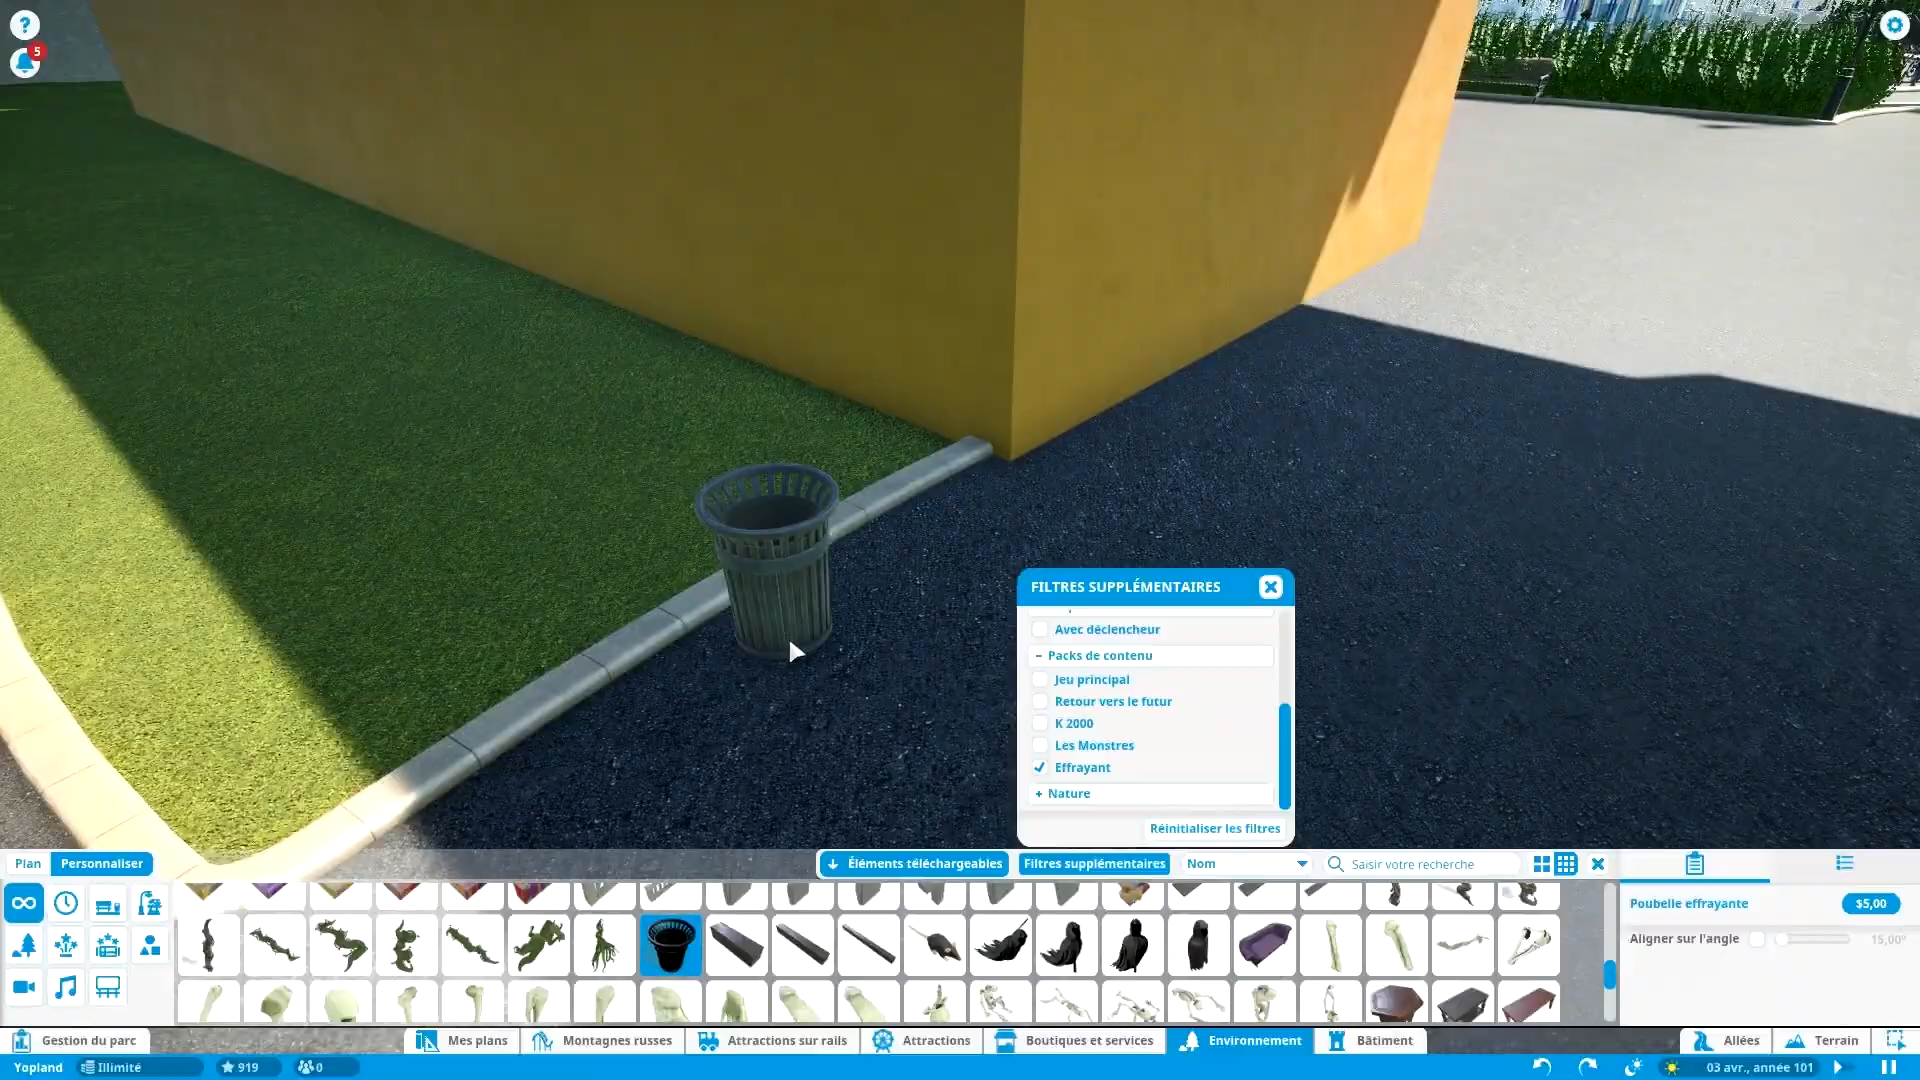 ?
5
FILTRES SUPPLÉMENTAIRES
Avec déclencheur
− Packs de contenu
Jeu principal
Retour vers le futur
K 2000
Les Monstres
Effrayant
+ Nature
Réinitialiser les filtres
Plan
Personnaliser
Éléments téléchargeables
Filtres supplémentaires
Nom
Saisir votre recherche
Poubelle effrayante
$5,00
Aligner sur l'angle
15,00°
Gestion du parc
Mes plans
Montagnes russes
Attractions sur rails
Attractions
Boutiques et services
Environnement
Bâtiment
Allées
Terrain
Yopland
Illimité
919
0
03 avr., année 101